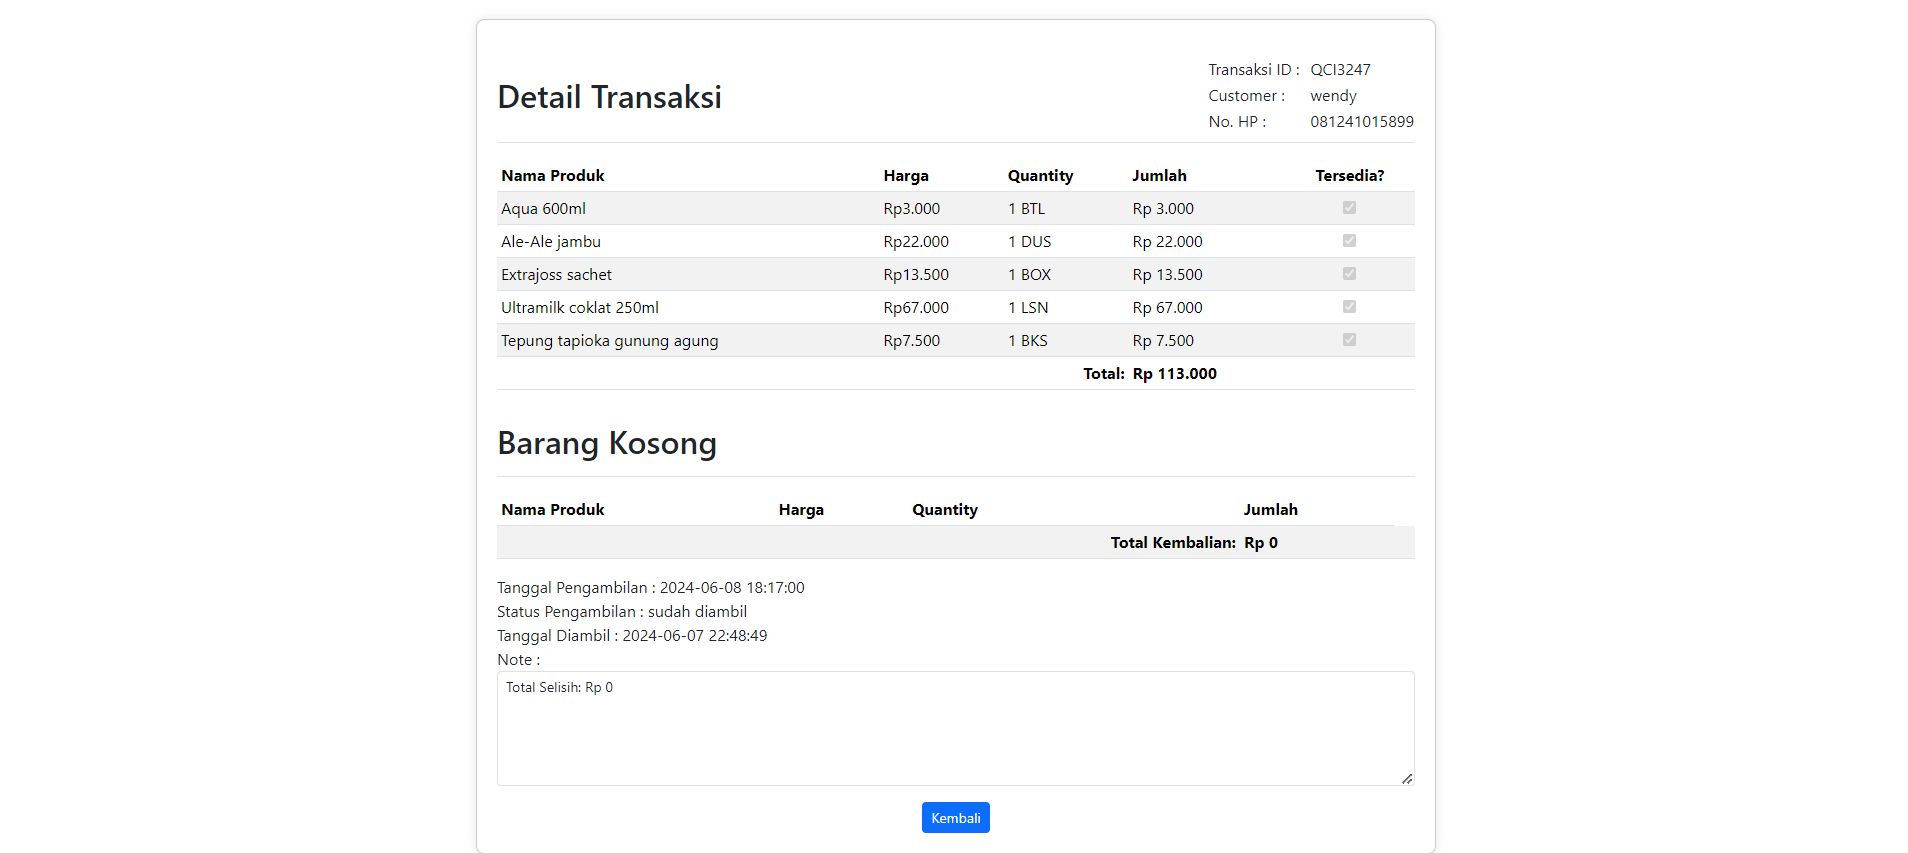 Detail Transaksi
Transaksi ID : QCI3247
Customer : wendy
No. HP : 081241015899
Nama Produk Harga Quantity Jumlah Tersedia?
Aqua 600ml Rp3.000 1 BTL Rp 3.000
Ale-Ale jambu Rp22.000 1 DUS Rp 22.000
Extrajoss sachet Rp13.500 1 BOX Rp 13.500
Ultramilk coklat 250ml Rp67.000 1 LSN Rp 67.000
Tepung tapioka gunung agung Rp7.500 1 BKS Rp 7.500
Total: Rp 113.000
Barang Kosong
Nama Produk Harga Quantity Jumlah
Total Kembalian: Rp 0
Tanggal Pengambilan : 2024-06-08 18:17:00
Status Pengambilan : sudah diambil
Tanggal Diambil : 2024-06-07 22:48:49
Note :
Total Selisih: Rp 0
Kembali